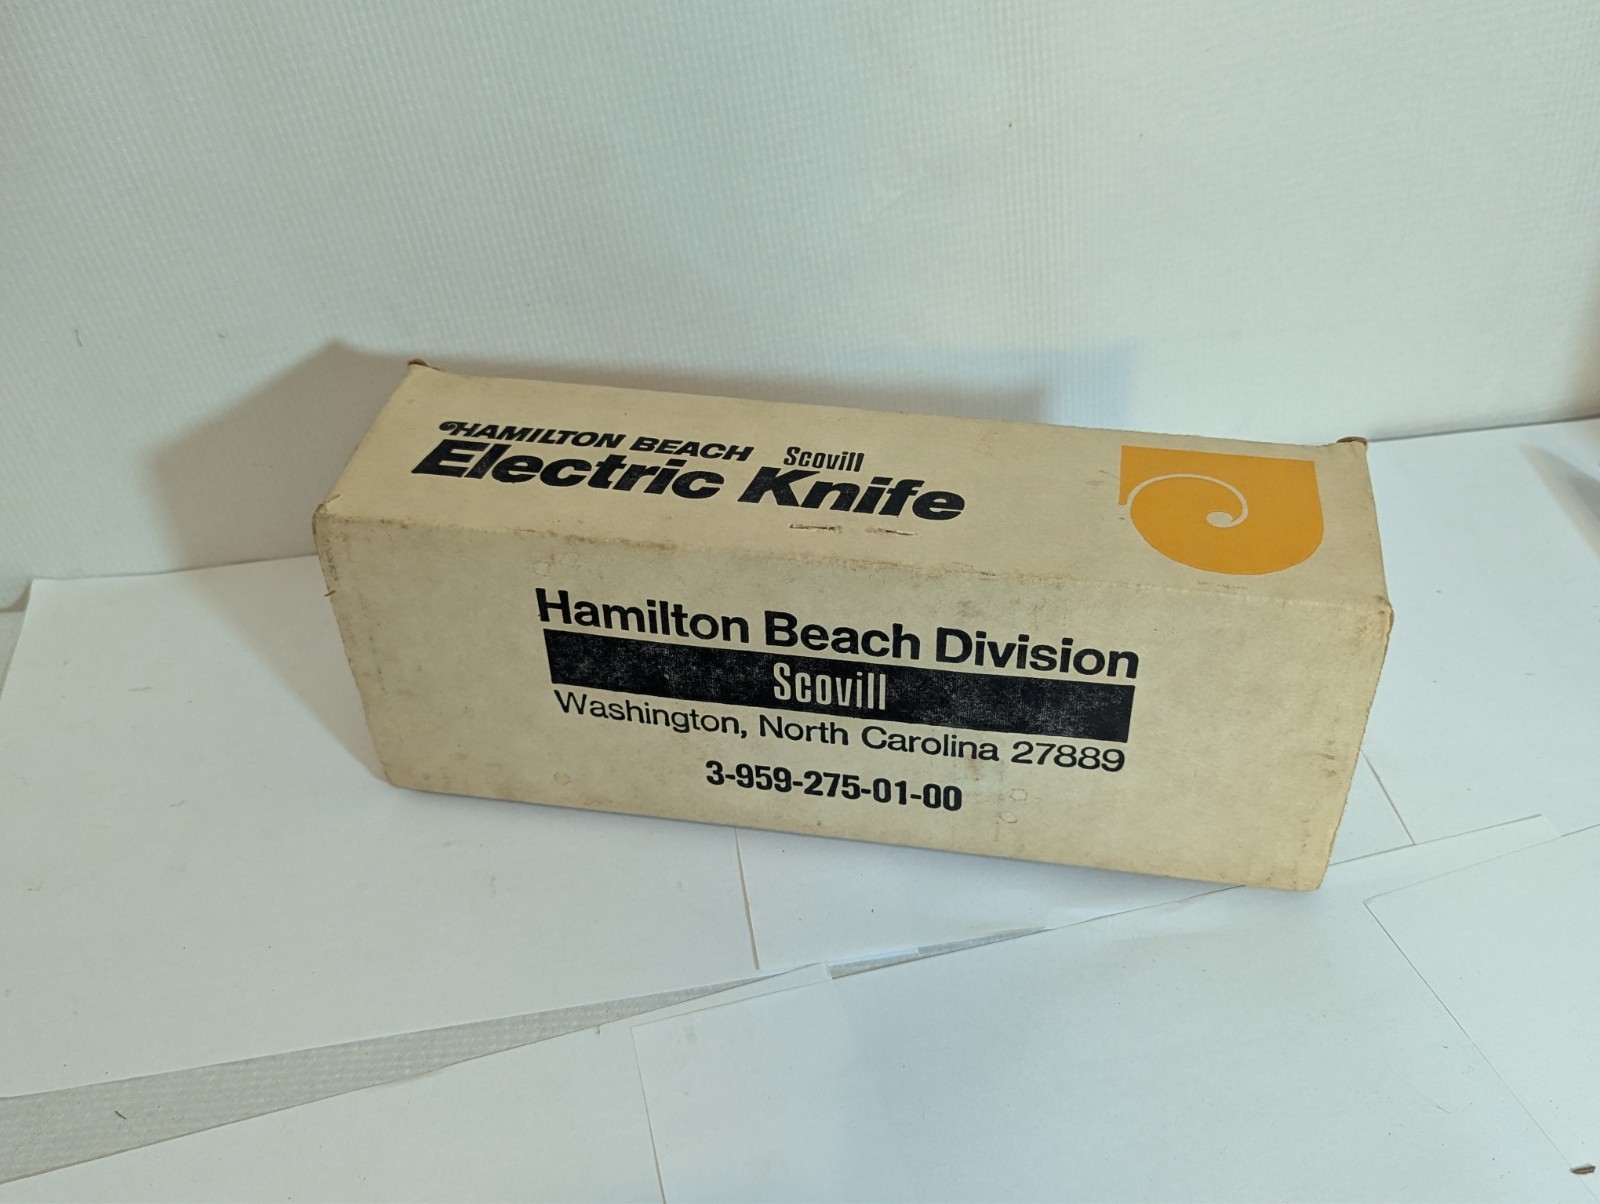 HAMILTON BEACH Scovill
Electric Knife
Hamilton Beach Division
Scovill
Washington, North Carolina 27889
3-959-275-01-00